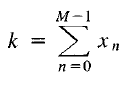 k = \sum_{n=0}^{M-1} x_n